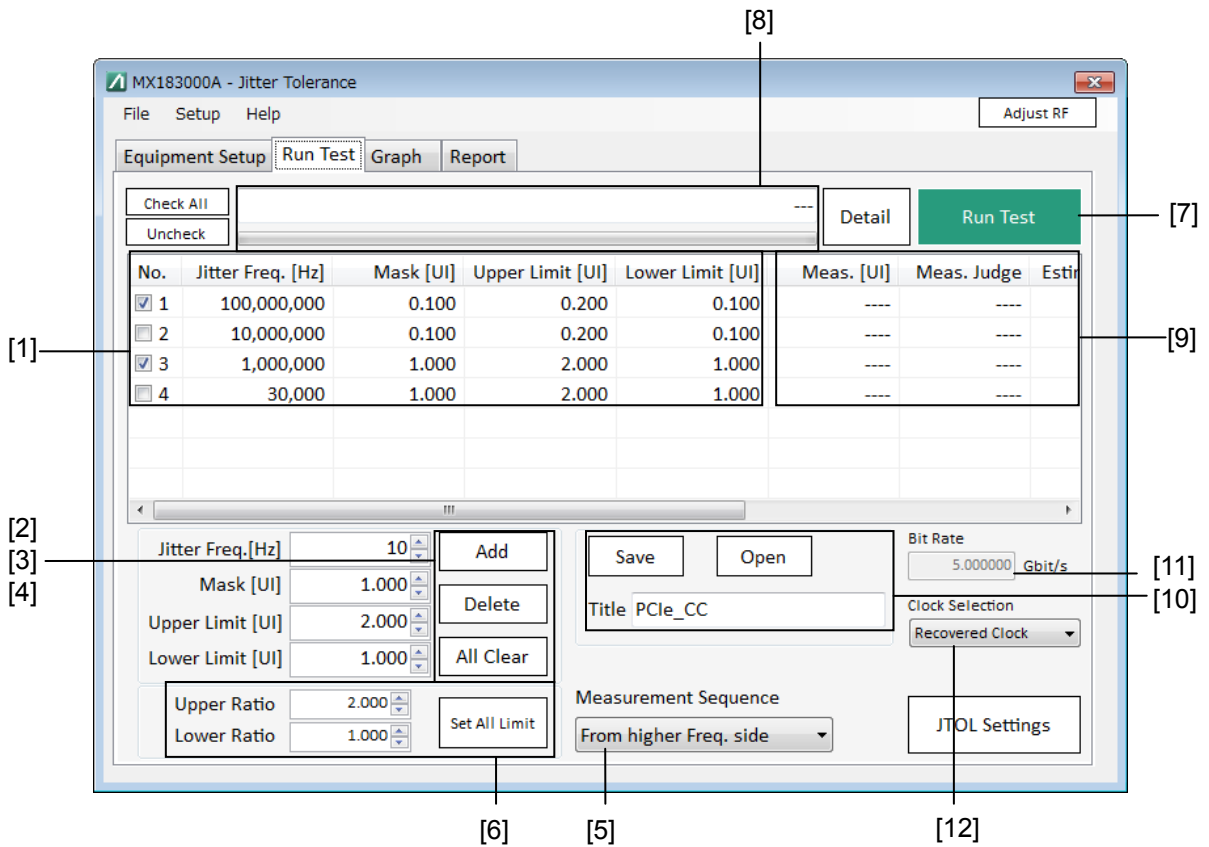 [8]
MX183000A - Jitter Tolerance
File Setup Help Adjust RF
Equipment Setup Run Test Graph Report
Check All --- Detail Run Test [7]
Uncheck
No. Jitter Freq. [Hz] Mask [UI] Upper Limit [UI] Lower Limit [UI] Meas. [UI] Meas. Judge Estir
1 100,000,000 0.100 0.200 0.100 ---- ----
2 10,000,000 0.100 0.200 0.100 ---- ----
[1] [9]
3 1,000,000 1.000 2.000 1.000 ---- ----
4 30,000 1.000 2.000 1.000 ---- ----
[2]
[3]
[4]
Jitter Freq.[Hz] 10 Add
Mask [UI] 1.000 Delete
Upper Limit [UI] 2.000
Lower Limit [UI] 1.000 All Clear
Save Open
Title PCIe_CC
Bit Rate
5.000000 Gbit/s [11]
[10]
Clock Selection
Recovered Clock
Upper Ratio 2.000
Lower Ratio 1.000
Set All Limit
Measurement Sequence
From higher Freq. side
JTOL Settings
[6] [5] [12]